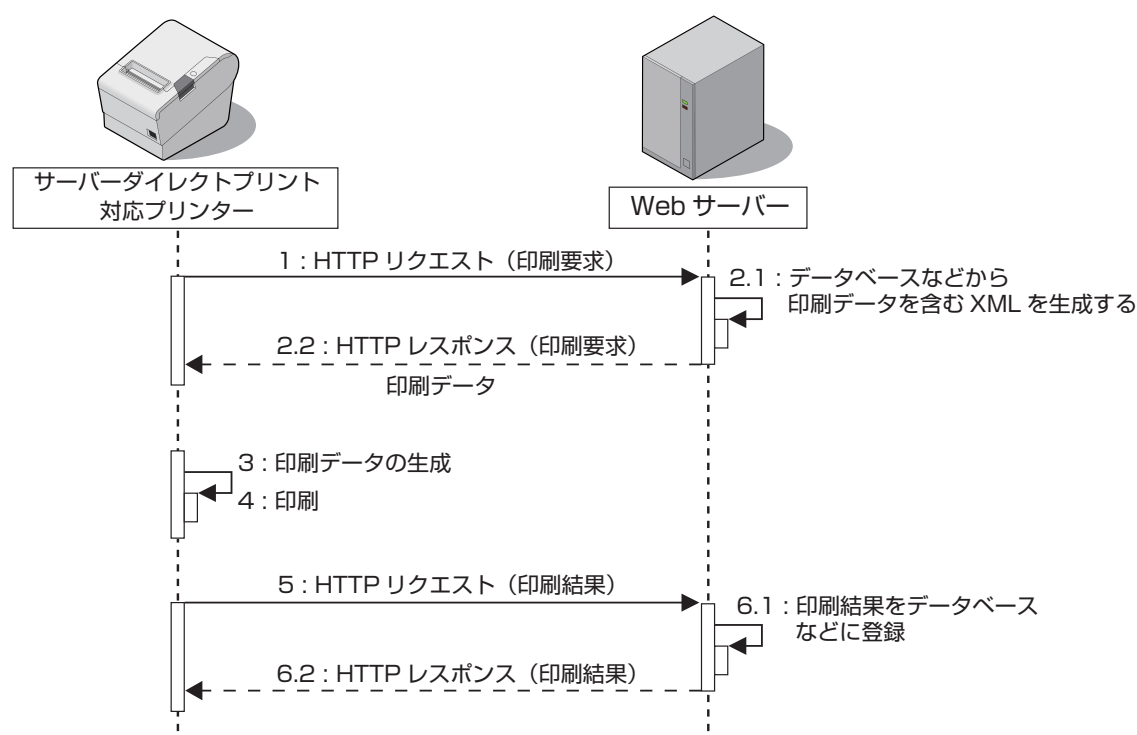 サーバーダイレクトプリント
対応プリンター
Web サーバー
1 : HTTP リクエスト（印刷要求）
2.1 : データベースなどから
印刷データを含む XML を生成する
2.2 : HTTP レスポンス（印刷要求）
印刷データ
3 : 印刷データの生成
4 : 印刷
5 : HTTP リクエスト（印刷結果）
6.1 : 印刷結果をデータベース
などに登録
6.2 : HTTP レスポンス（印刷結果）